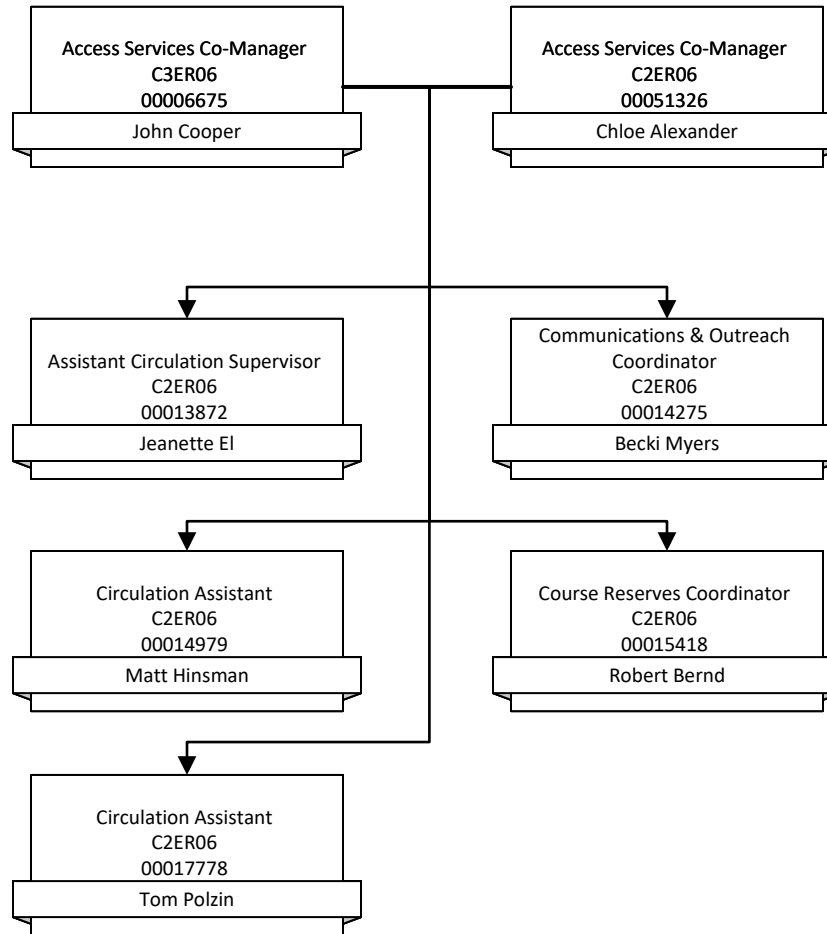 Access Services Co-Manager
C3ER06
00006675
John Cooper
Access Services Co-Manager
C2ER06
00051326
Chloe Alexander
Assistant Circulation Supervisor
C2ER06
00013872
Jeanette El
Communications & Outreach
Coordinator
C2ER06
00014275
Becki Myers
Circulation Assistant
C2ER06
00014979
Matt Hinsman
Course Reserves Coordinator
C2ER06
00015418
Robert Bernd
Circulation Assistant
C2ER06
00017778
Tom Polzin